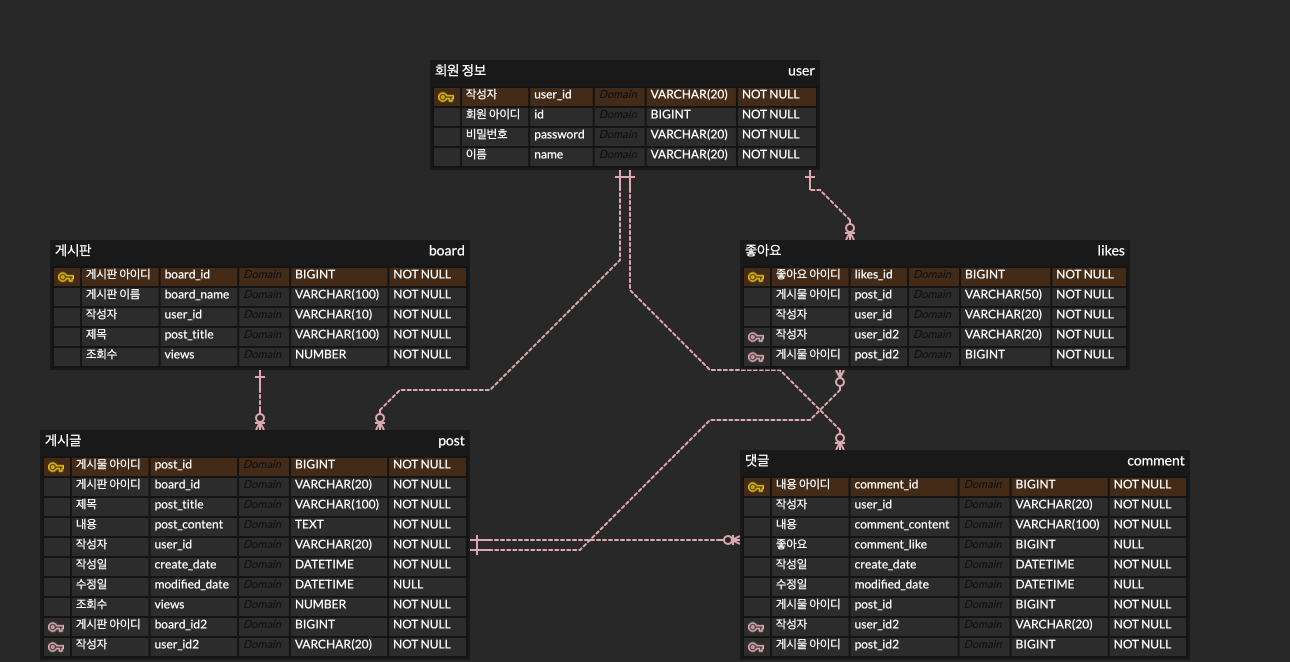 회원 정보 user
작성자 user_id Domain VARCHAR(20) NOT NULL
회원 아이디 id Domain BIGINT NOT NULL
비밀번호 password Domain VARCHAR(20) NOT NULL
이름 name Domain VARCHAR(20) NOT NULL
게시판 board
게시판 아이디 board_id Domain BIGINT NOT NULL
게시판 이름 board_name Domain VARCHAR(100) NOT NULL
작성자 user_id Domain VARCHAR(10) NOT NULL
제목 post_title Domain VARCHAR(100) NOT NULL
조회수 views Domain NUMBER NOT NULL
좋아요 likes
좋아요 아이디 likes_id Domain BIGINT NOT NULL
게시물 아이디 post_id Domain VARCHAR(50) NOT NULL
작성자 user_id Domain VARCHAR(20) NOT NULL
작성자 user_id2 Domain VARCHAR(20) NOT NULL
게시물 아이디 post_id2 Domain BIGINT NOT NULL
게시글 post
게시물 아이디 post_id Domain BIGINT NOT NULL
게시판 아이디 board_id Domain VARCHAR(20) NOT NULL
제목 post_title Domain VARCHAR(100) NOT NULL
내용 post_content Domain TEXT NOT NULL
작성자 user_id Domain VARCHAR(20) NOT NULL
작성일 create_date Domain DATETIME NOT NULL
수정일 modified_date Domain DATETIME NULL
조회수 views Domain NUMBER NOT NULL
게시판 아이디 board_id2 Domain BIGINT NOT NULL
작성자 user_id2 Domain VARCHAR(20) NOT NULL
댓글 comment
내용 아이디 comment_id Domain BIGINT NOT NULL
작성자 user_id Domain VARCHAR(20) NOT NULL
내용 comment_content Domain VARCHAR(100) NOT NULL
좋아요 comment_like Domain BIGINT NULL
작성일 create_date Domain DATETIME NOT NULL
수정일 modified_date Domain DATETIME NULL
게시물 아이디 post_id Domain BIGINT NOT NULL
작성자 user_id2 Domain VARCHAR(20) NOT NULL
게시물 아이디 post_id2 Domain BIGINT NOT NULL